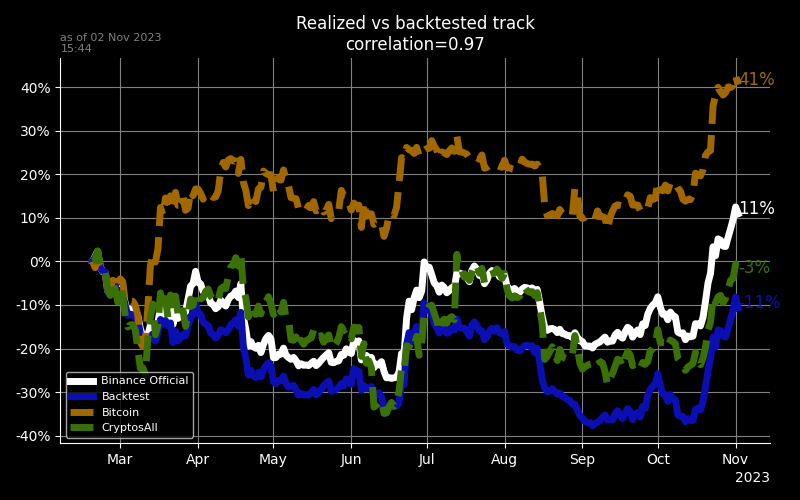 Realized vs backtested track
correlation=0.97
as of 02 Nov 2023
15:44
40%
30%
20%
10%
0%
-10%
-20%
-30%
-40%
41%
11%
-3%
-11%
Binance Official
Backtest
Bitcoin
CryptosAll
Mar Apr May Jun Jul Aug Sep Oct Nov
2023